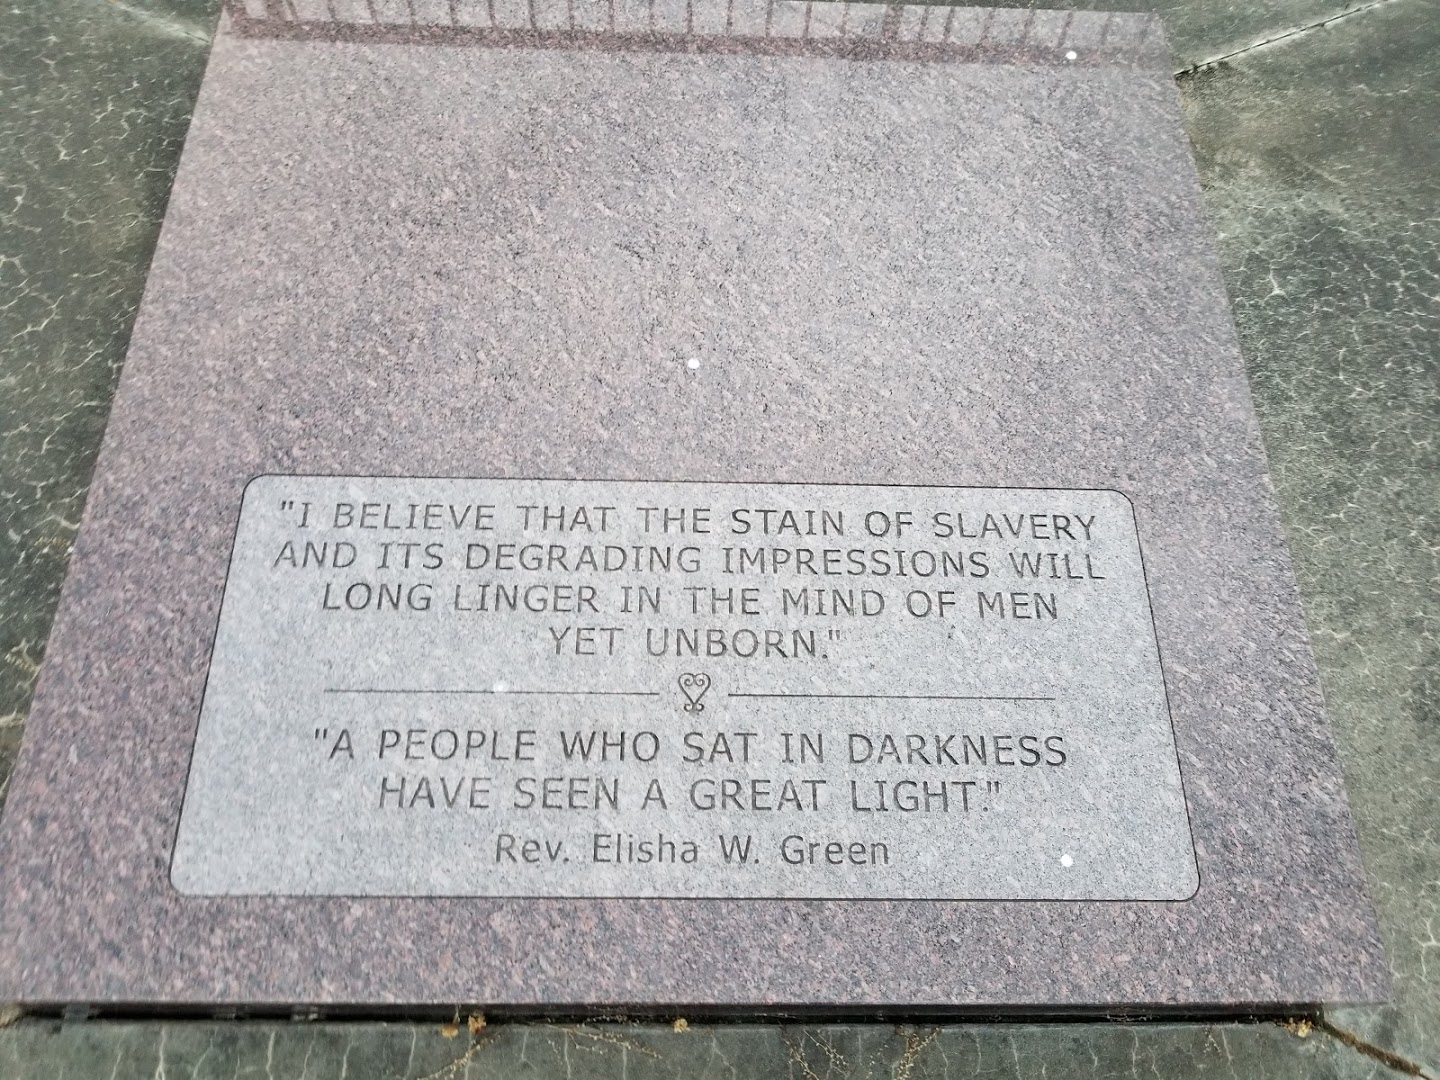 "I BELIEVE THAT THE STAIN OF SLAVERY
AND ITS DEGRADING IMPRESSIONS WILL
LONG LINGER IN THE MIND OF MEN
YET UNBORN."
"A PEOPLE WHO SAT IN DARKNESS
HAVE SEEN A GREAT LIGHT."
Rev. Elisha W. Green